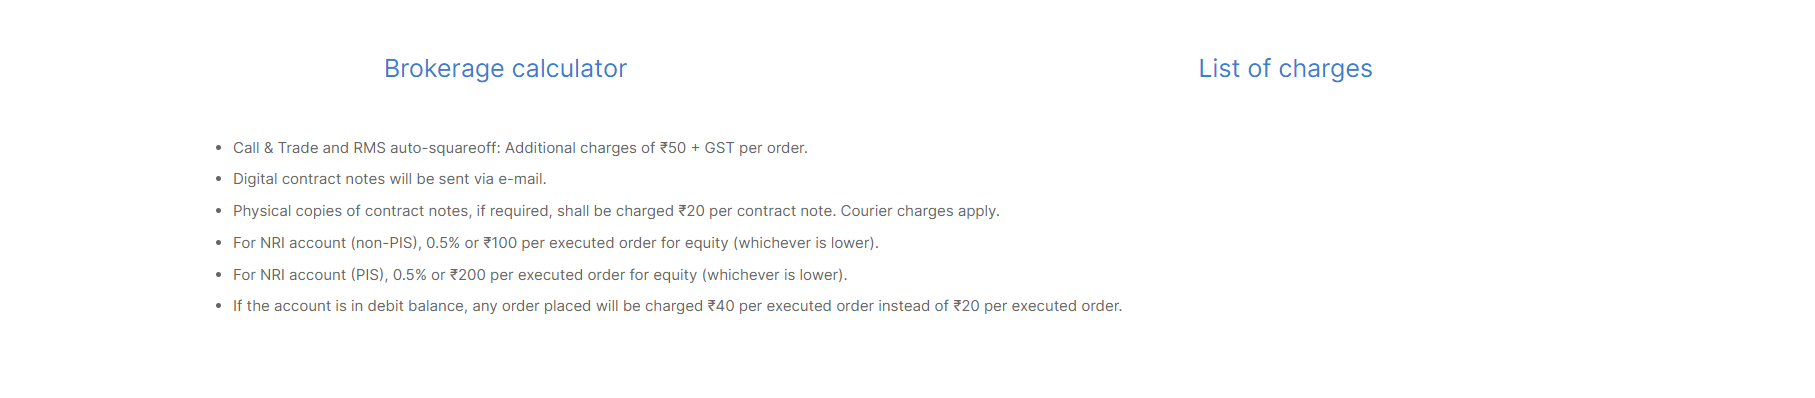 Brokerage calculator
List of charges
• Call & Trade and RMS auto-squareoff: Additional charges of ₹50 + GST per order.
• Digital contract notes will be sent via e-mail.
• Physical copies of contract notes, if required, shall be charged ₹20 per contract note. Courier charges apply.
• For NRI account (non-PIS), 0.5% or ₹100 per executed order for equity (whichever is lower).
• For NRI account (PIS), 0.5% or ₹200 per executed order for equity (whichever is lower).
• If the account is in debit balance, any order placed will be charged ₹40 per executed order instead of ₹20 per executed order.